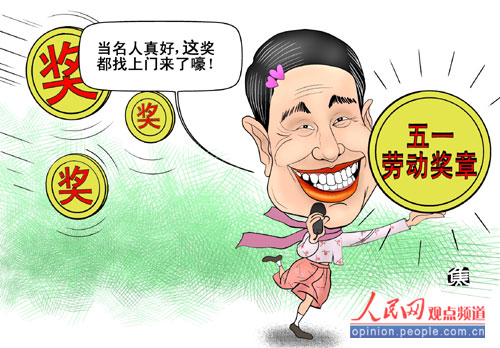 当名人真好，这奖
都找上门来了嚎！
奖
奖
奖
五一
劳动奖章
焦
人民网 观点频道
opinion.people.com.cn